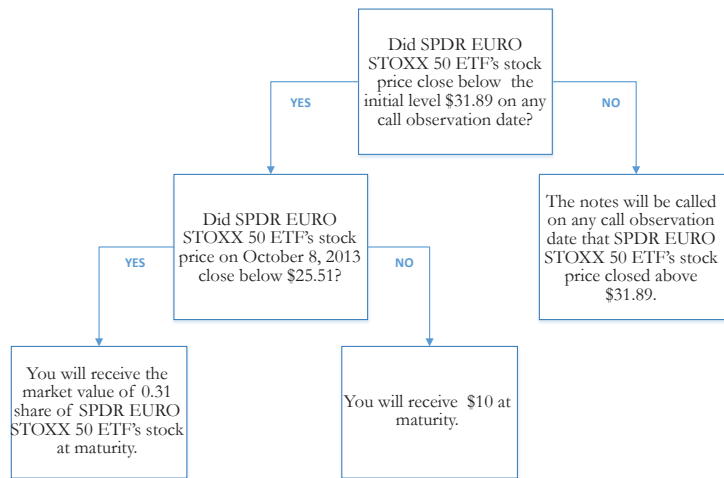 Did SPDR EURO
STOXX 50 ETF's stock
price close below the
initial level $31.89 on any
call observation date?
YES
NO
Did SPDR EURO
STOXX 50 ETF's stock
price on October 8, 2013
close below $25.51?
The notes will be called
on any call observation
date that SPDR EURO
STOXX 50 ETF's stock
price closed above
$31.89.
YES
NO
You will receive the
market value of 0.31
share of SPDR EURO
STOXX 50 ETF's stock
at maturity.
You will receive $10 at
maturity.